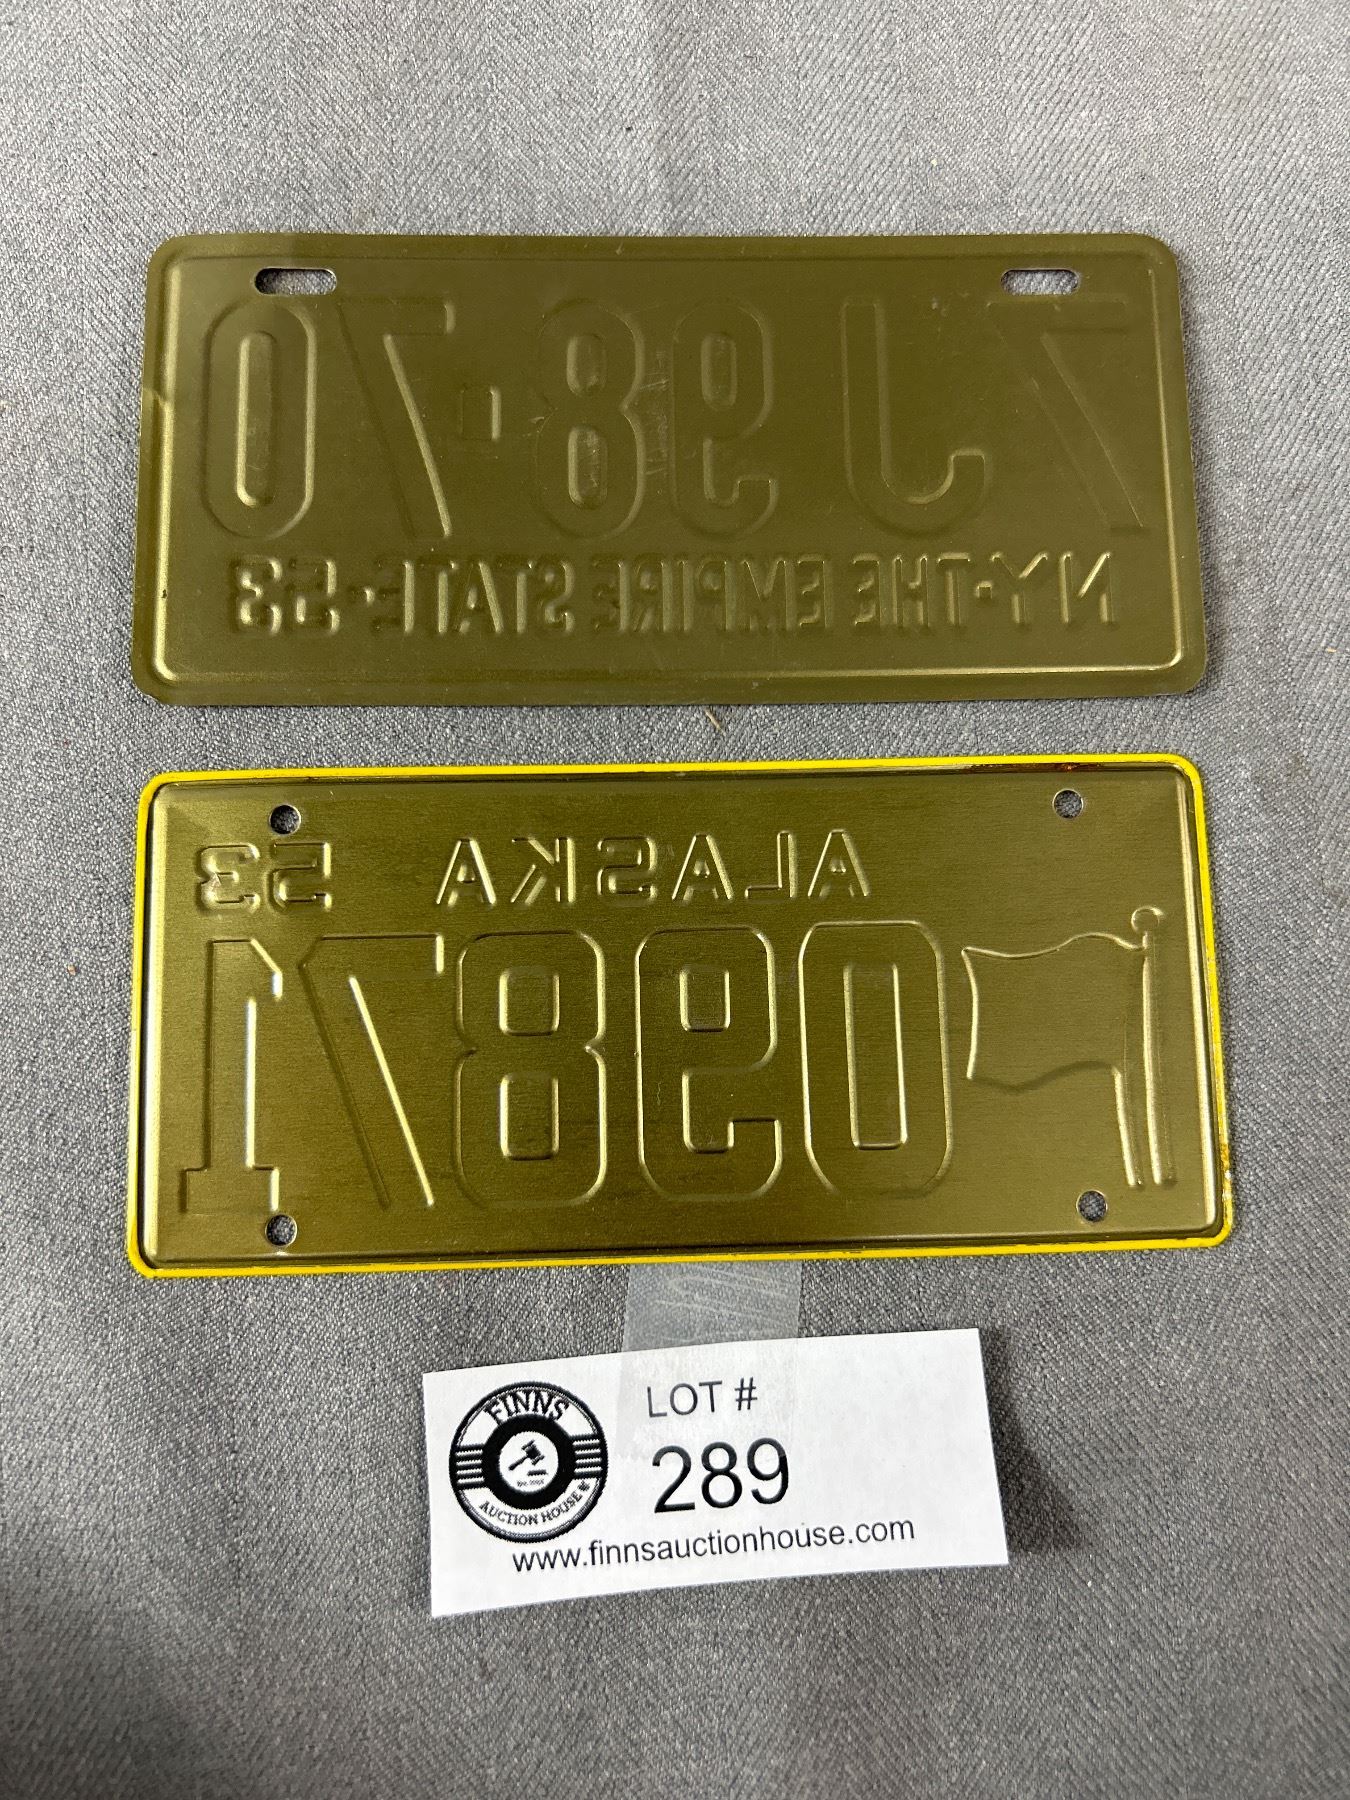 7J 98·70
NY·THE EMPIRE STATE·53
ALASKA 53
09871
FINNS
AUCTION HOUSE
LOT #
289
www.finnsauctionhouse.com